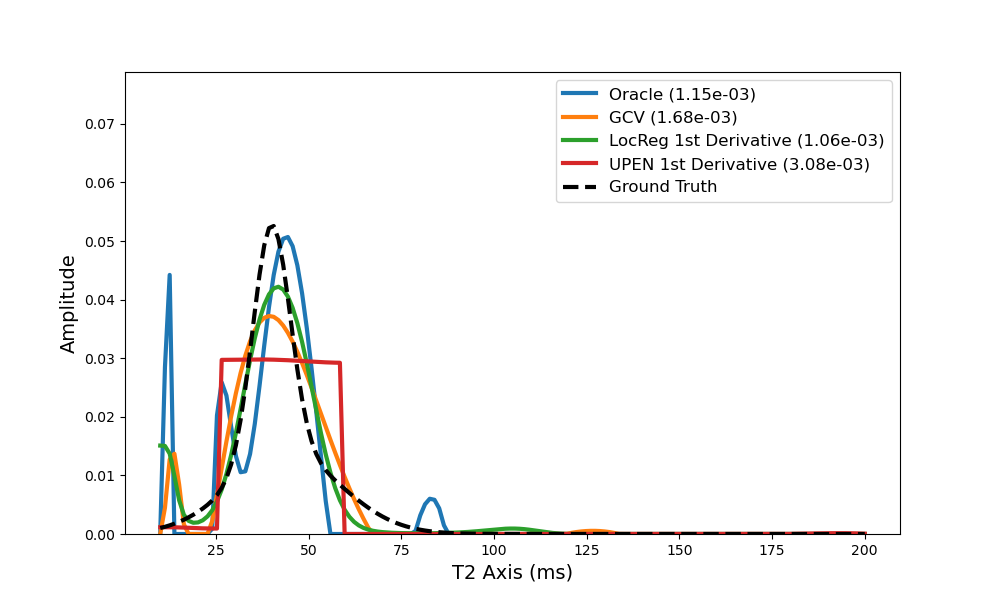 Oracle (1.15e-03)
GCV (1.68e-03)
LocReg 1st Derivative (1.06e-03)
UPEN 1st Derivative (3.08e-03)
Ground Truth
Amplitude
0.07
0.06
0.05
0.04
0.03
0.02
0.01
0.00
25 50 75 100 125 150 175 200
T2 Axis (ms)